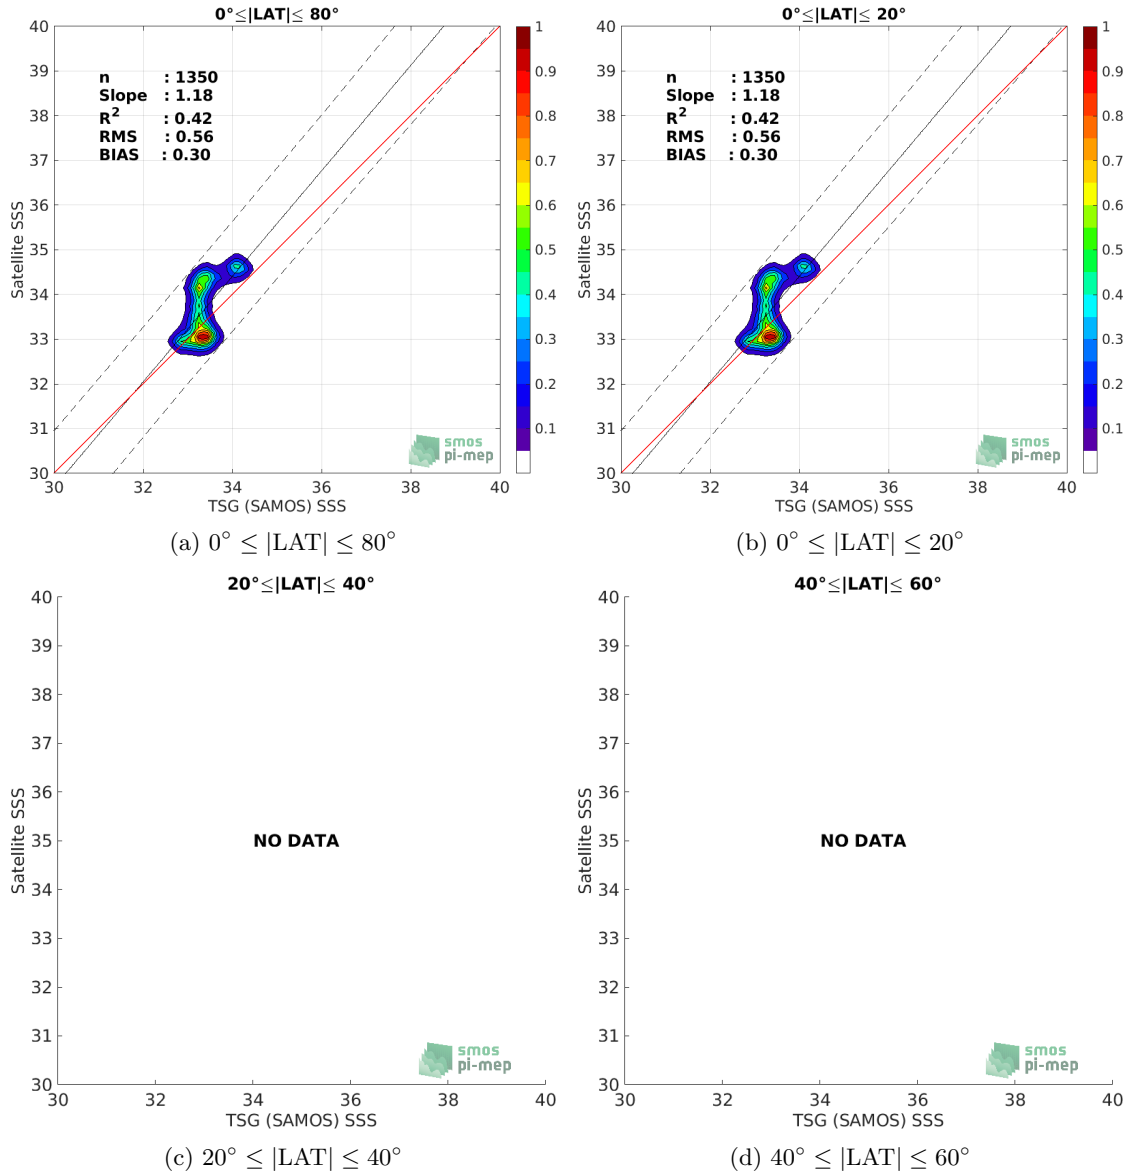 0°≤|LAT|≤ 80°
40
39
38
37
36
35
34
33
32
31
30
Satellite SSS
n : 1350
Slope : 1.18
R² : 0.42
RMS : 0.56
BIAS : 0.30
1
0.9
0.8
0.7
0.6
0.5
0.4
0.3
0.2
0.1
smos
pi-mep
30 32 34 36 38 40
TSG (SAMOS) SSS
(a) 0° ≤ |LAT| ≤ 80°
0°≤|LAT|≤ 20°
40
39
38
37
36
35
34
33
32
31
30
Satellite SSS
n : 1350
Slope : 1.18
R² : 0.42
RMS : 0.56
BIAS : 0.30
1
0.9
0.8
0.7
0.6
0.5
0.4
0.3
0.2
0.1
smos
pi-mep
30 32 34 36 38 40
TSG (SAMOS) SSS
(b) 0° ≤ |LAT| ≤ 20°
20°≤|LAT|≤ 40°
40
39
38
37
36
35
34
33
32
31
30
Satellite SSS
NO DATA
smos
pi-mep
30 32 34 36 38 40
TSG (SAMOS) SSS
(c) 20° ≤ |LAT| ≤ 40°
40°≤|LAT|≤ 60°
40
39
38
37
36
35
34
33
32
31
30
Satellite SSS
NO DATA
smos
pi-mep
30 32 34 36 38 40
TSG (SAMOS) SSS
(d) 40° ≤ |LAT| ≤ 60°